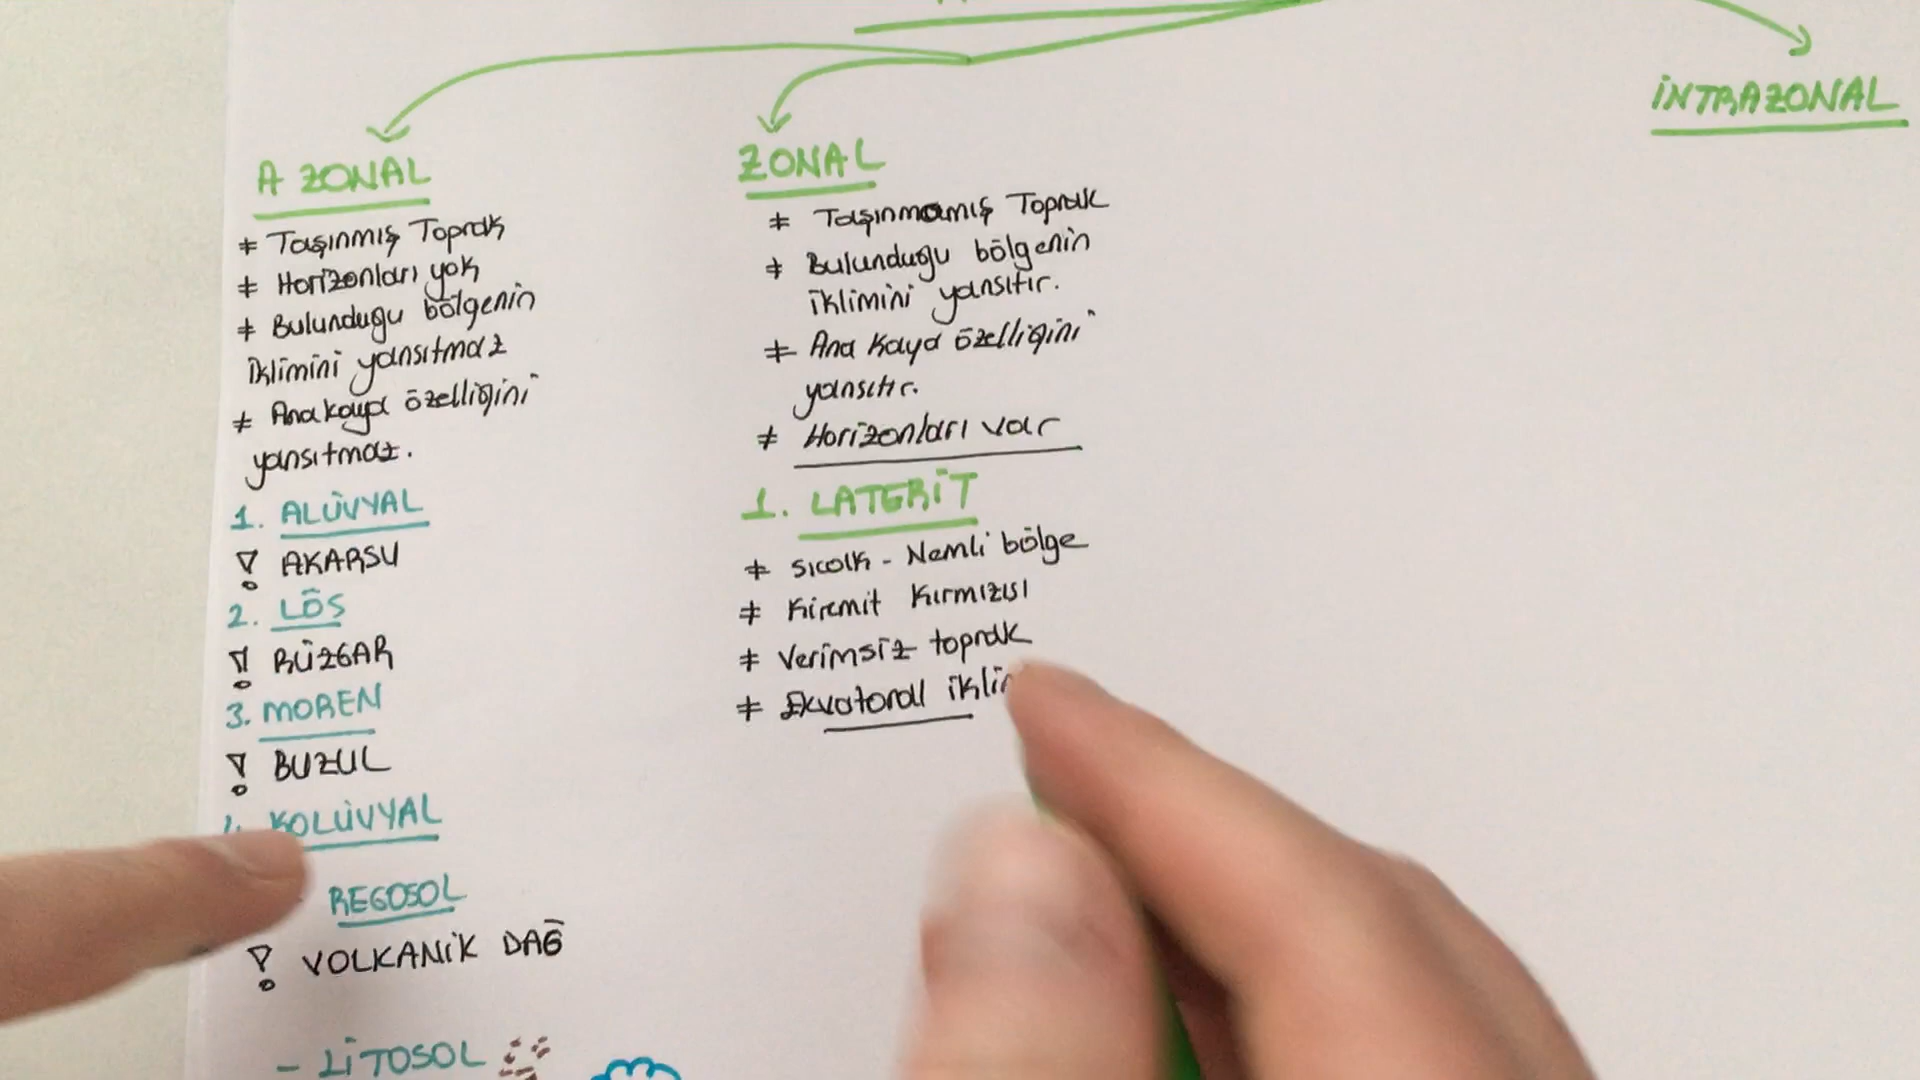 A ZONAL
* Taşınmış Toprak
* Horizonları yok
* Bulunduğu bölgenin
iklimini yansıtmaz
* Ana kaya özelliğini
yansıtmaz.
1. ALÜVYAL
! AKARSU
2. LÖS
! RÜZGAR
3. MOREN
! BUZUL
KOLÜVYAL
REGOSOL
! VOLKANİK DAĞ
- LİTOSOL
ZONAL
* Taşınmamış Toprak
* Bulunduğu bölgenin
iklimini yansıtır.
* Ana Kaya özelliğini
yansıtır.
* Horizonları var
1. LATERİT
* Sıcak - Nemli bölge
* Kiremit Kırmızısı
* Verimsiz toprak
* Ekvatoral
İNTRAZONAL